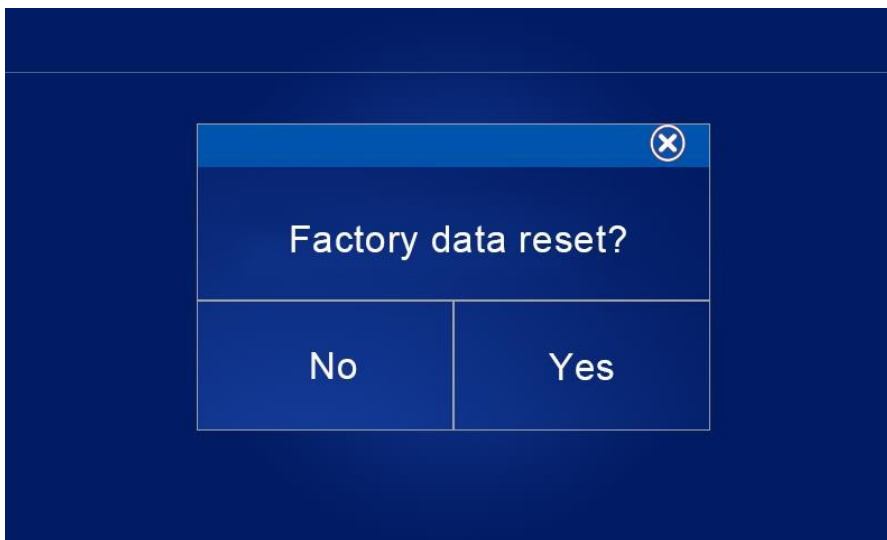 Factory data reset?
No
Yes